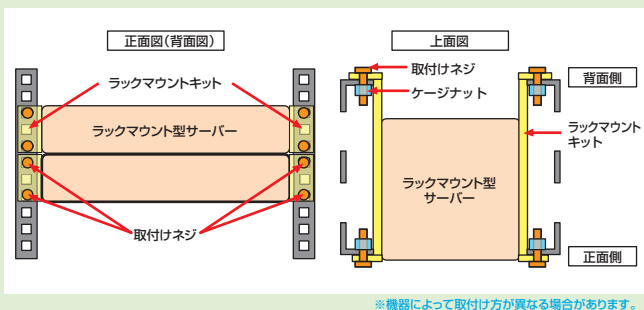 正面図(背面図)
ラックマウントキット
ラックマウント型サーバー
取付けネジ
上面図
取付けネジ
ケージナット
背面側
ラックマウント
キット
ラックマウント型
サーバー
正面側
※機器によって取付け方が異なる場合があります。